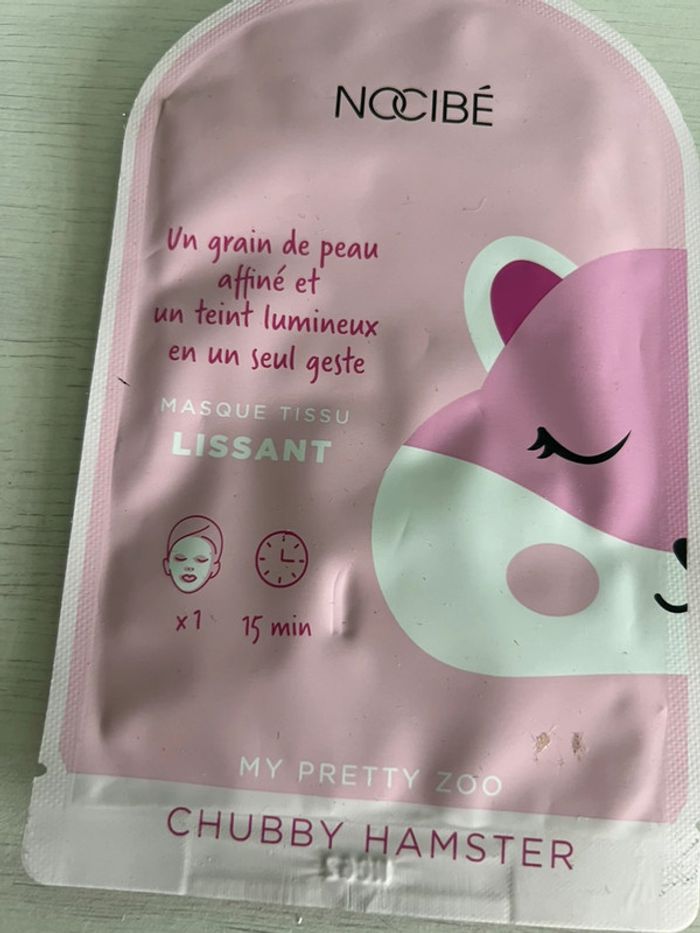 NOCIBÉ
Un grain de peau
affiné et
un teint lumineux
en un seul geste
MASQUE TISSU
LISSANT
x1
15 min
MY PRETTY ZOO
CHUBBY HAMSTER